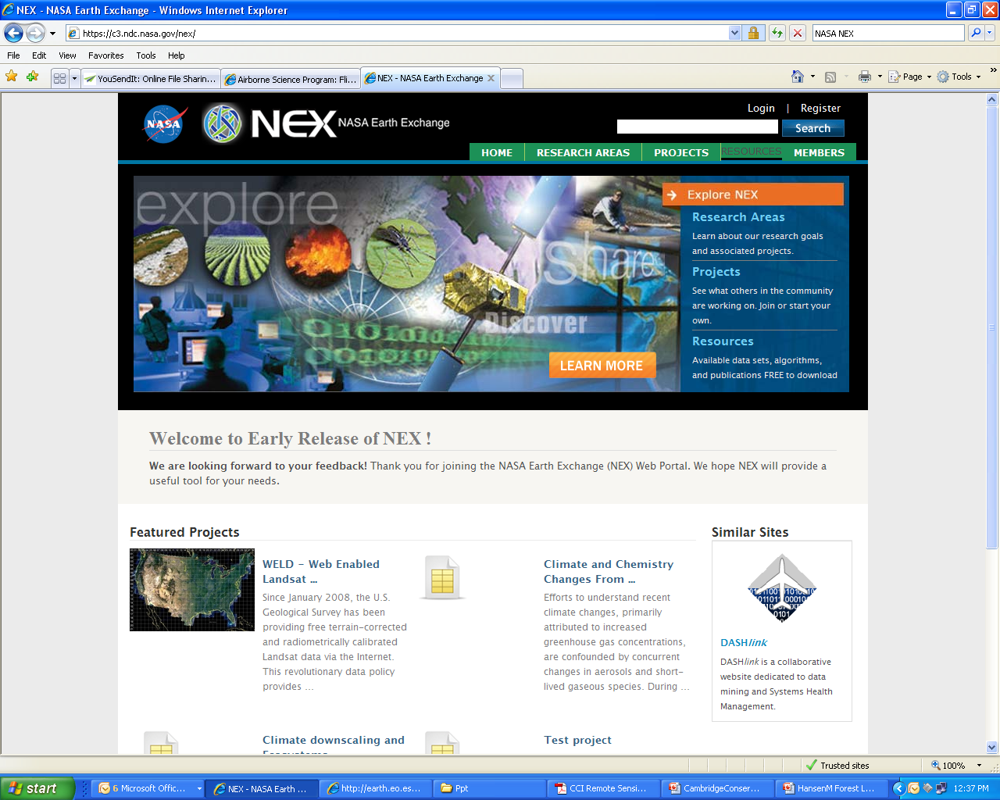 NEX - NASA Earth Exchange - Windows Internet Explorer
https://c3.ndc.nasa.gov/nex/
NASA NEX
File Edit View Favorites Tools Help
YouSendIt: Online File Sharin...
Airborne Science Program: Fli...
NEX - NASA Earth Exchange
Page
Tools
NASA
NEX NASA Earth Exchange
Login | Register
Search
HOME RESEARCH AREAS PROJECTS RESOURCES MEMBERS
explore
share
Discover
LEARN MORE
Explore NEX
Research Areas
Learn about our research goals
and associated projects.
Projects
See what others in the community
are working on. Join or start your
own.
Resources
Available data sets, algorithms,
and publications FREE to download
Welcome to Early Release of NEX !
We are looking forward to your feedback! Thank you for joining the NASA Earth Exchange (NEX) Web Portal. We hope NEX will provide a
useful tool for your needs.
Featured Projects
WELD - Web Enabled
Landsat ...
Since January 2008, the U.S.
Geological Survey has been
providing free terrain-corrected
and radiometrically calibrated
Landsat data via the Internet.
This revolutionary data policy
provides ...
Climate and Chemistry
Changes From ...
Efforts to understand recent
climate changes, primarily
attributed to increased
greenhouse gas concentrations,
are confounded by concurrent
changes in aerosols and short-
lived gaseous species. During ...
Climate downscaling and
Ecosystems
Test project
Similar Sites
DASHlink
DASHlink is a collaborative
website dedicated to data
mining and Systems Health
Management.
Trusted sites
100%
start
6 Microsoft Offic...
NEX - NASA Earth ...
http://earth.eo.es...
Ppt
CCI Remote Sensi...
CambridgeConser...
HansenM Forest L...
12:37 PM